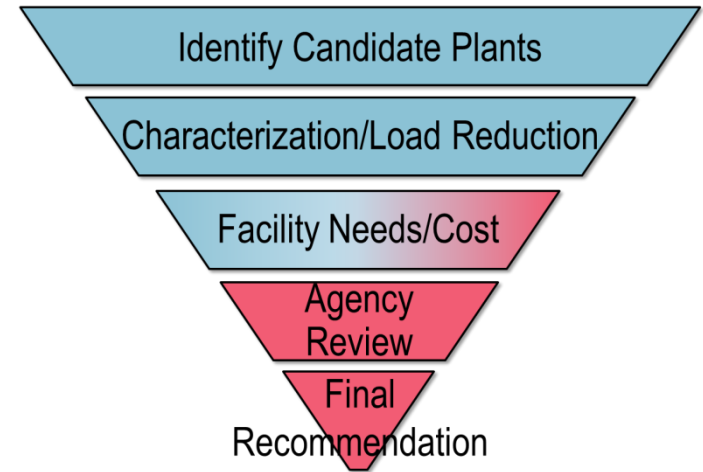 Identify Candidate Plants
Characterization/Load Reduction
Facility Needs/Cost
Agency
Review
Final
Recommendation